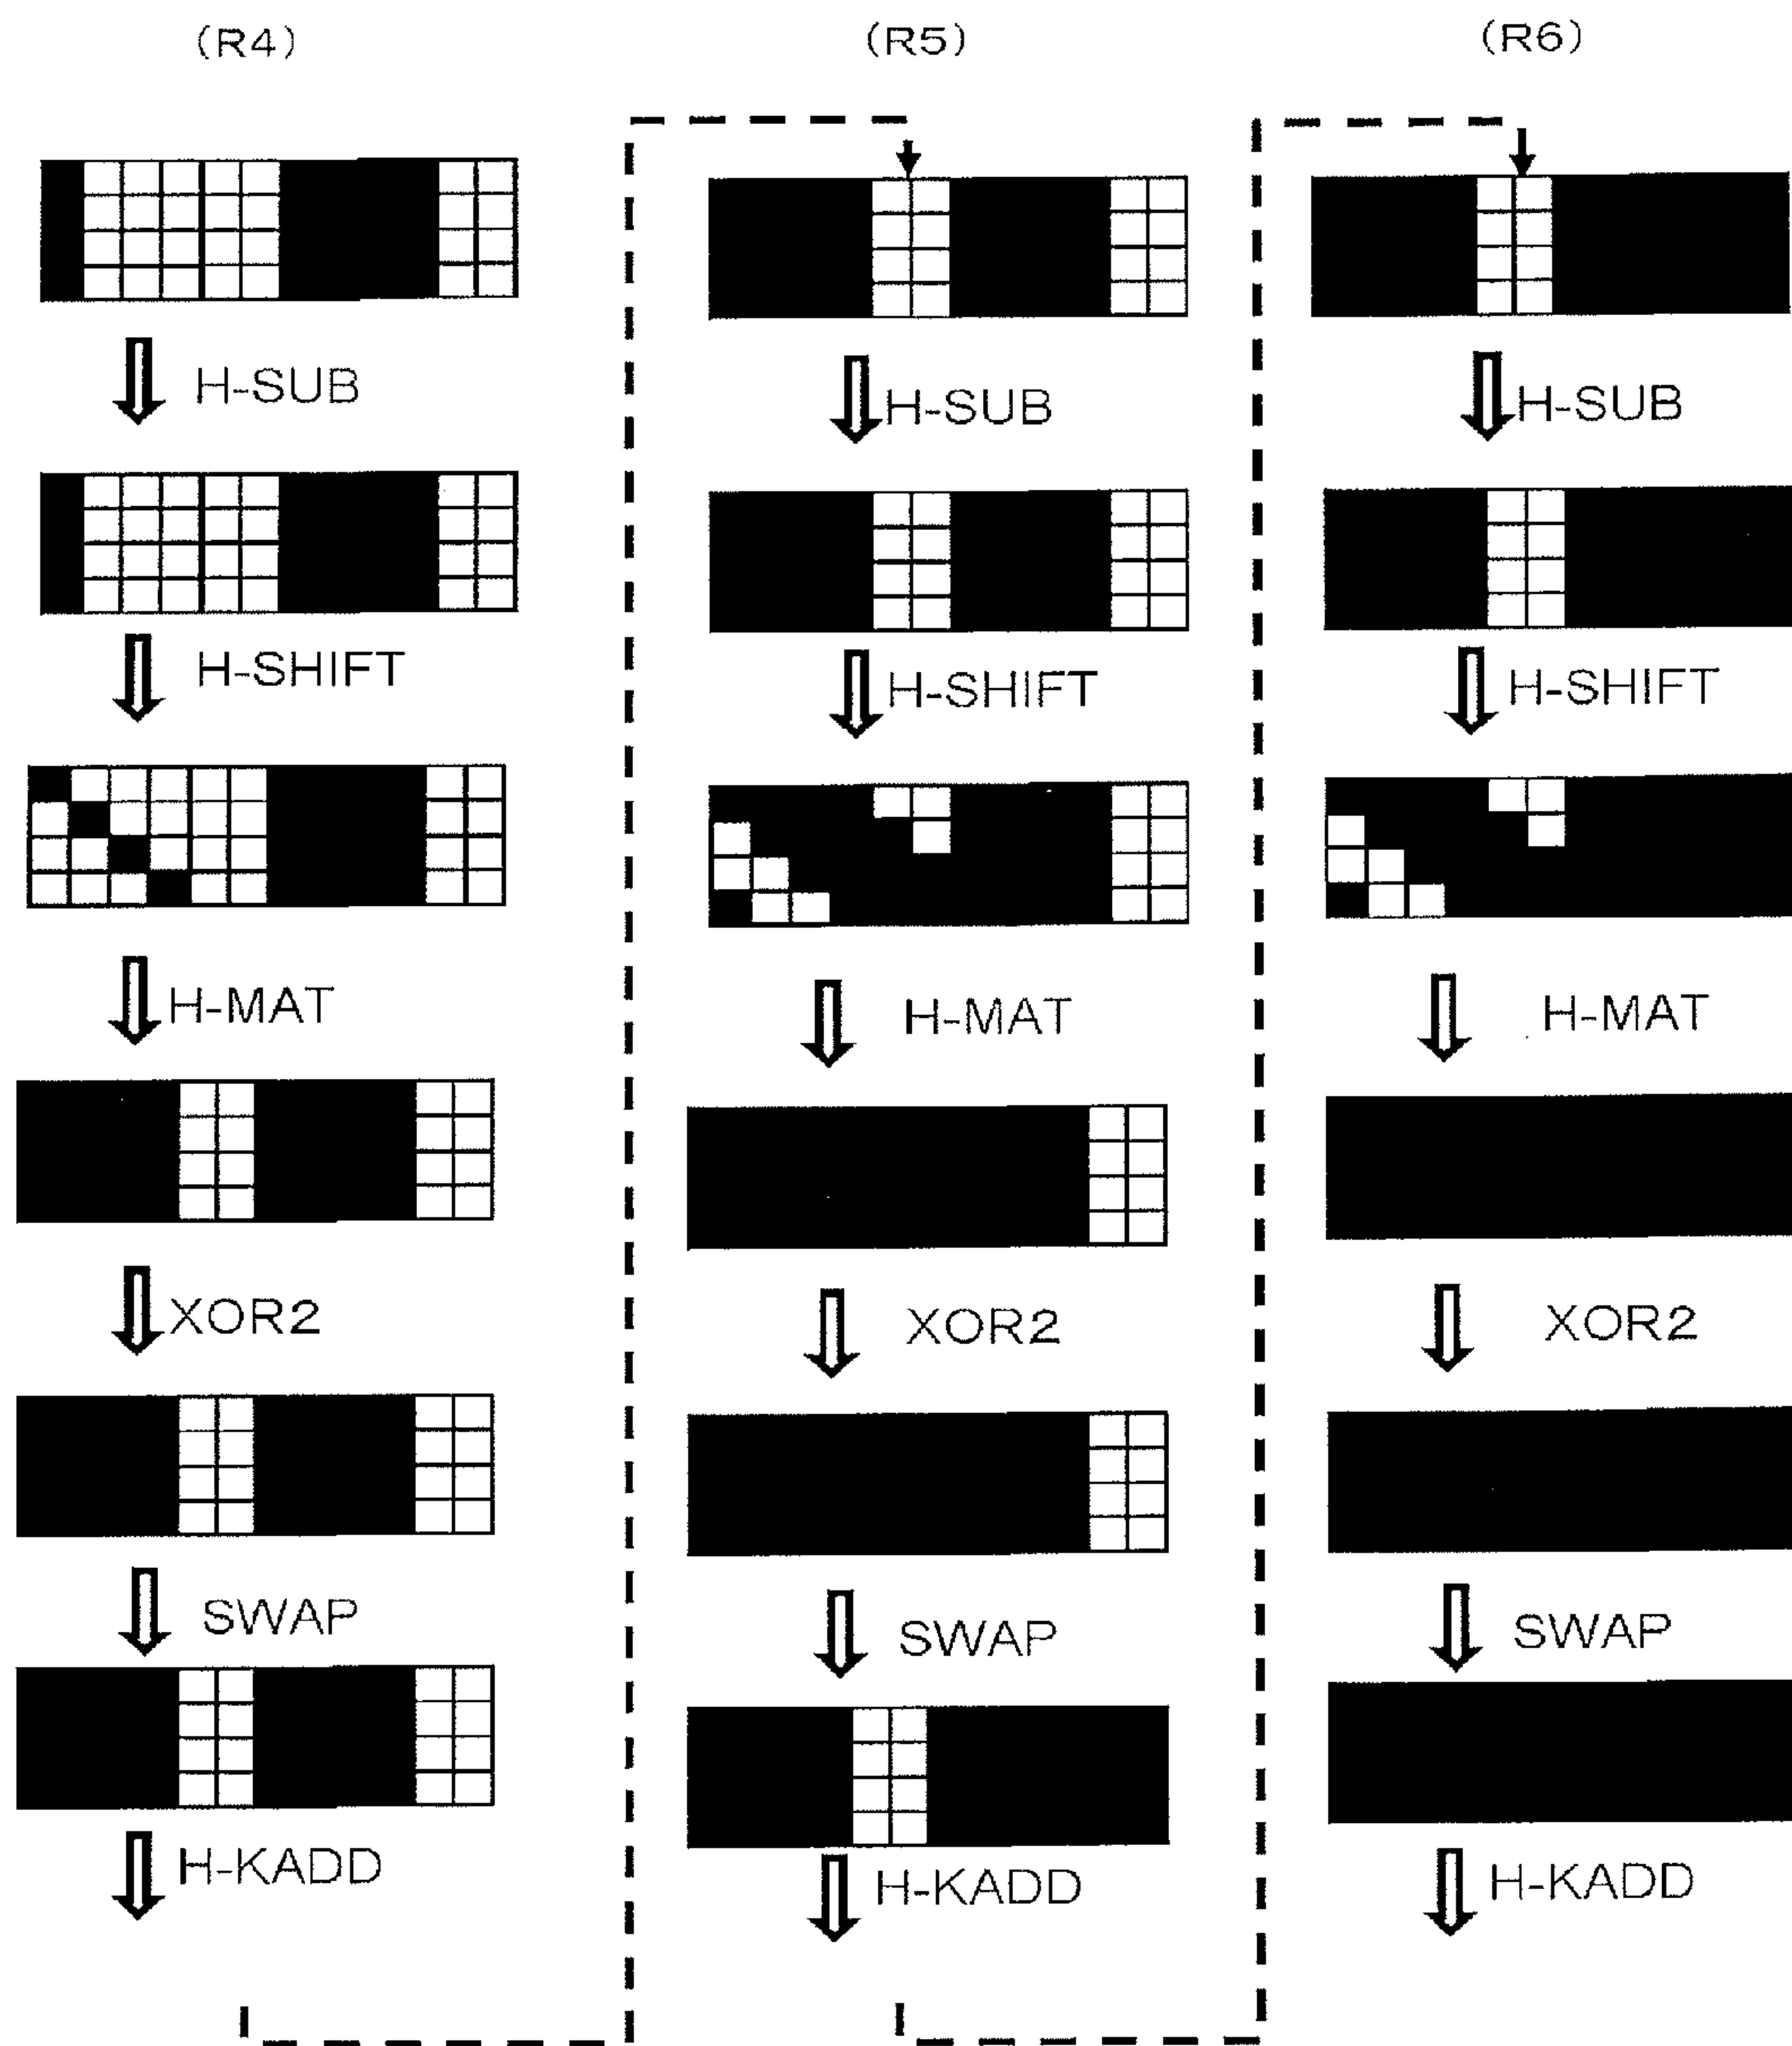 (R4)
H-SUB
H-SHIFT
H-MAT
XOR2
SWAP
H-KADD
(R5)
H-SUB
H-SHIFT
H-MAT
XOR2
SWAP
H-KADD
(R6)
H-SUB
H-SHIFT
H-MAT
XOR2
SWAP
H-KADD